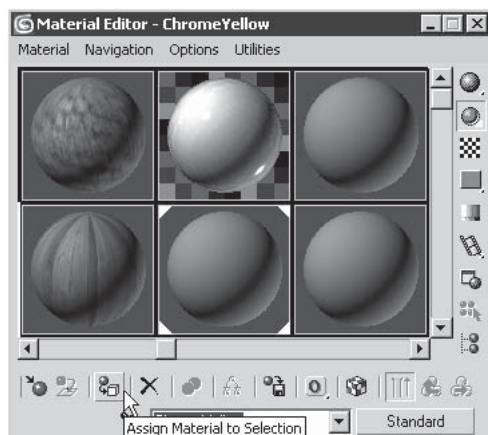 Material Editor - ChromeYellow
Material Navigation Options Utilities
Standard
Assign Material to Selection